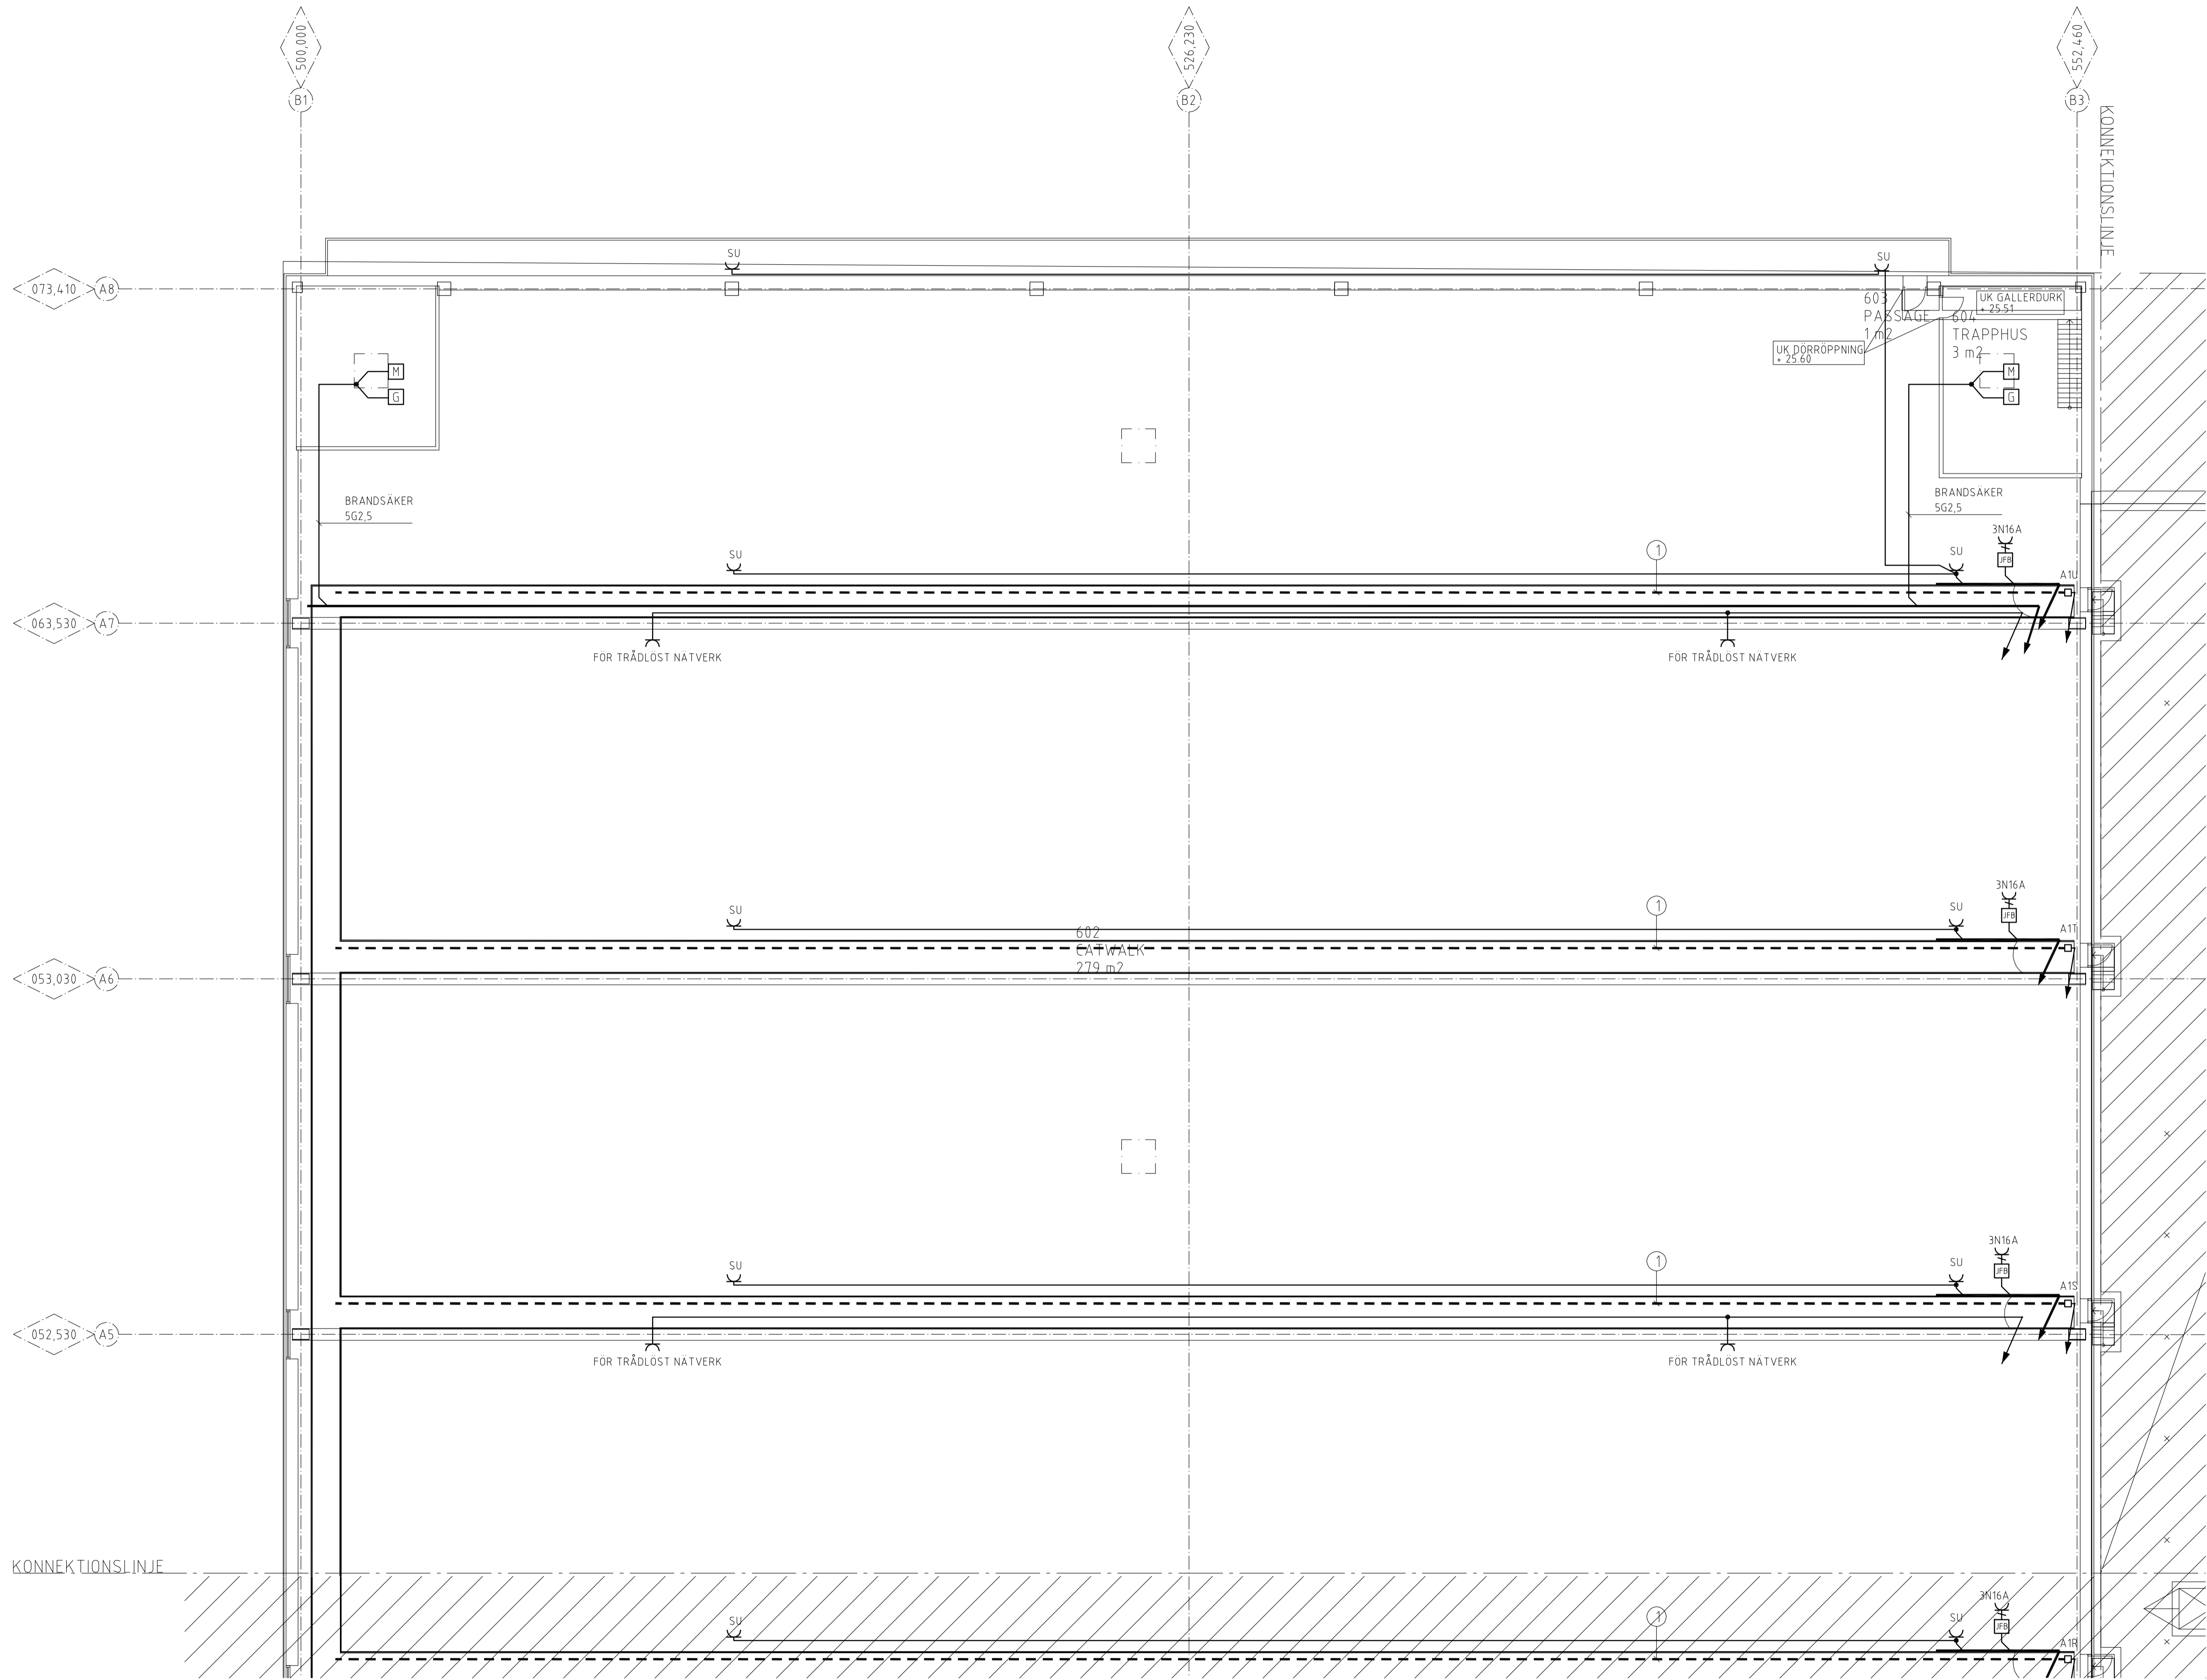 500,000
526,230
552,460
B1
B2
B3
KONNEKTIONSLINJE
SU
SU
073,410
A8
603
PASSAGE
1 m2
UK GALLERDURK
+ 25.51
604
TRAPPHUS
3 m2
UK DÖRRÖPPNING
+ 25.60
M
G
M
G
BRANDSÄKER
5G2,5
BRANDSÄKER
5G2,5
3N16A
SU
1
SU
JFB
A1U
063,530
A7
FÖR TRÅDLÖST NÄTVERK
FÖR TRÅDLÖST NÄTVERK
3N16A
SU
1
SU
JFB
A1T
602
CATWALK
279 m2
053,030
A6
3N16A
SU
1
SU
JFB
A1S
052,530
A5
FÖR TRÅDLÖST NÄTVERK
FÖR TRÅDLÖST NÄTVERK
KONNEKTIONSLINJE
3N16A
SU
1
SU
JFB
A1R